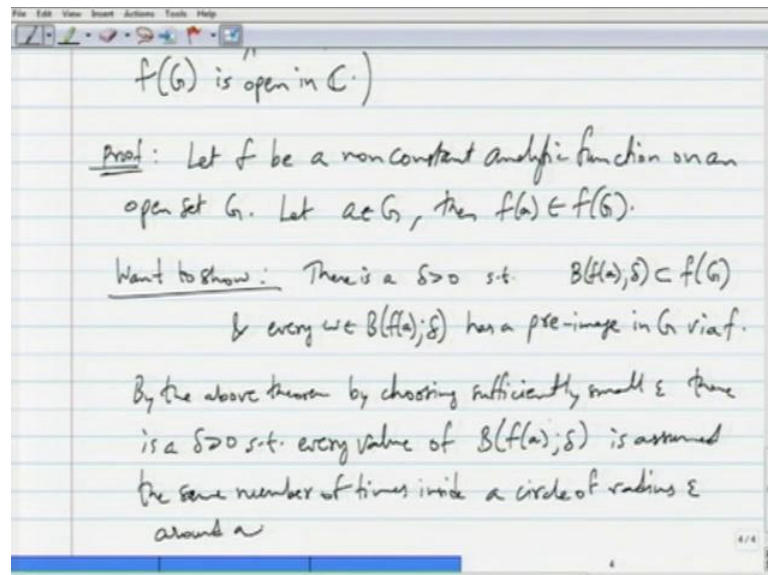 File Edit View Insert Actions Tools Help
f(G) is open in ℂ.)
Proof: Let f be a nonconstant analytic function on an
open set G. Let a∈G, then f(a) ∈ f(G).
Want to show: There is a δ>0 s.t. B(f(a);δ) ⊂ f(G)
& every w∈ B(f(a);δ) has a pre-image in G via f.
By the above theorem by choosing sufficiently small ε there
is a δ>0 s.t. every value of B(f(a);δ) is assumed
the same number of times inside a circle of radius ε
around a
4/4
4